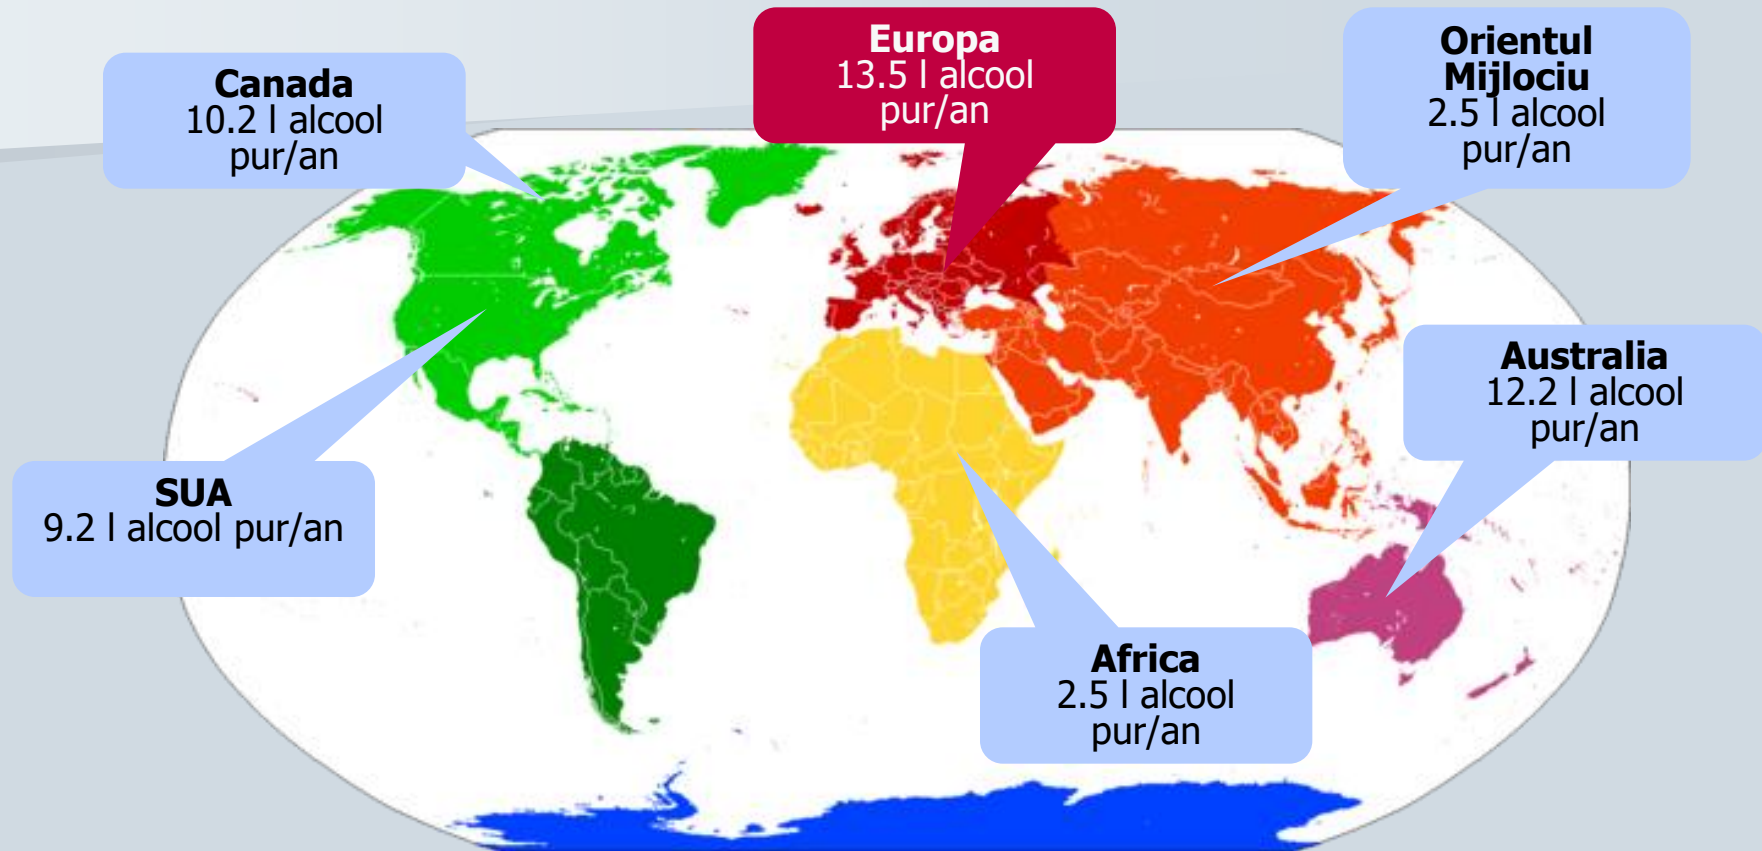 Canada
10.2 l alcool
pur/an
Europa
13.5 l alcool
pur/an
Orientul
Mijlociu
2.5 l alcool
pur/an
Australia
12.2 l alcool
pur/an
SUA
9.2 l alcool pur/an
Africa
2.5 l alcool
pur/an